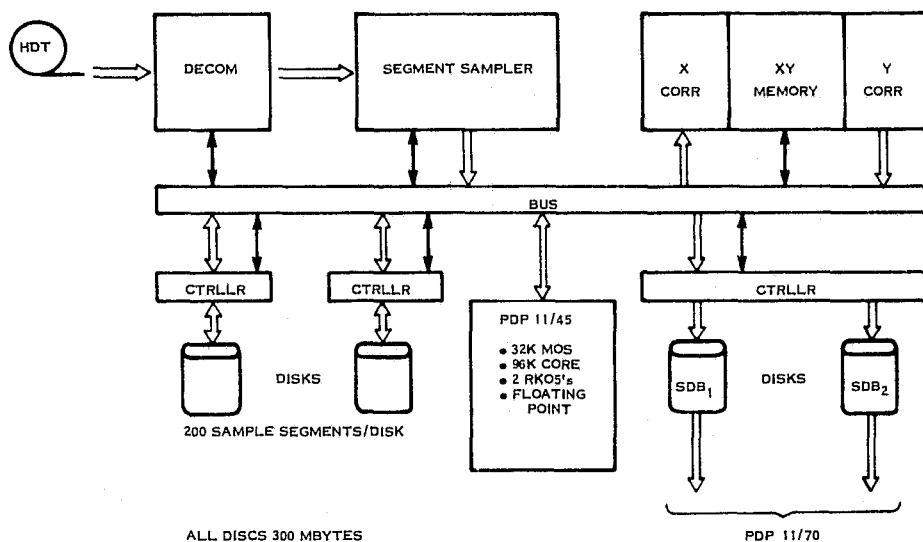 HDT
DECOM
SEGMENT SAMPLER
X
CORR
XY
MEMORY
Y
CORR
BUS
CTRLLR
CTRLLR
CTRLLR
PDP 11/45
• 32K MOS
• 96K CORE
• 2 RK05's
• FLOATING
POINT
DISKS
SDB1
DISKS
SDB2
200 SAMPLE SEGMENTS/DISK
ALL DISCS 300 MBYTES
PDP 11/70